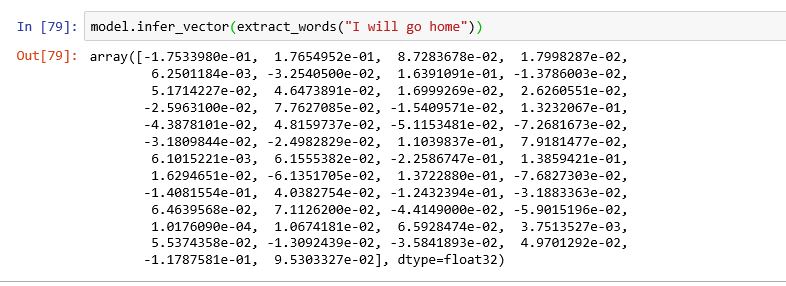 In [79]: model.infer_vector(extract_words("I will go home"))
Out[79]: array([-1.7533980e-01, 1.7654952e-01, 8.7283678e-02, 1.7998287e-02,
6.2501184e-03, -3.2540500e-02, 1.6391091e-01, -1.3786003e-02,
5.1714227e-02, 4.6473891e-02, 1.6999269e-02, 2.6260551e-02,
-2.5963100e-02, 7.7627085e-02, -1.5409571e-02, 1.3232067e-01,
-4.3878101e-02, 4.8159737e-02, -5.1153481e-02, -7.2681673e-02,
-3.1809844e-02, -2.4982829e-02, 1.1039837e-01, 7.9181477e-02,
6.1015221e-03, 6.1555382e-02, -2.2586747e-01, 1.3859421e-01,
1.6294651e-02, -6.1351705e-02, 1.3722880e-01, -7.6827303e-02,
-1.4081554e-01, 4.0382754e-02, -1.2432394e-01, -3.1883363e-02,
6.4639568e-02, 7.1126200e-02, -4.4149000e-02, -5.9015196e-02,
1.0176090e-04, 1.0674181e-02, 6.5928474e-02, 3.7513527e-03,
5.5374358e-02, -1.3092439e-02, -3.5841893e-02, 4.9701292e-02,
-1.1787581e-01, 9.5303327e-02], dtype=float32)